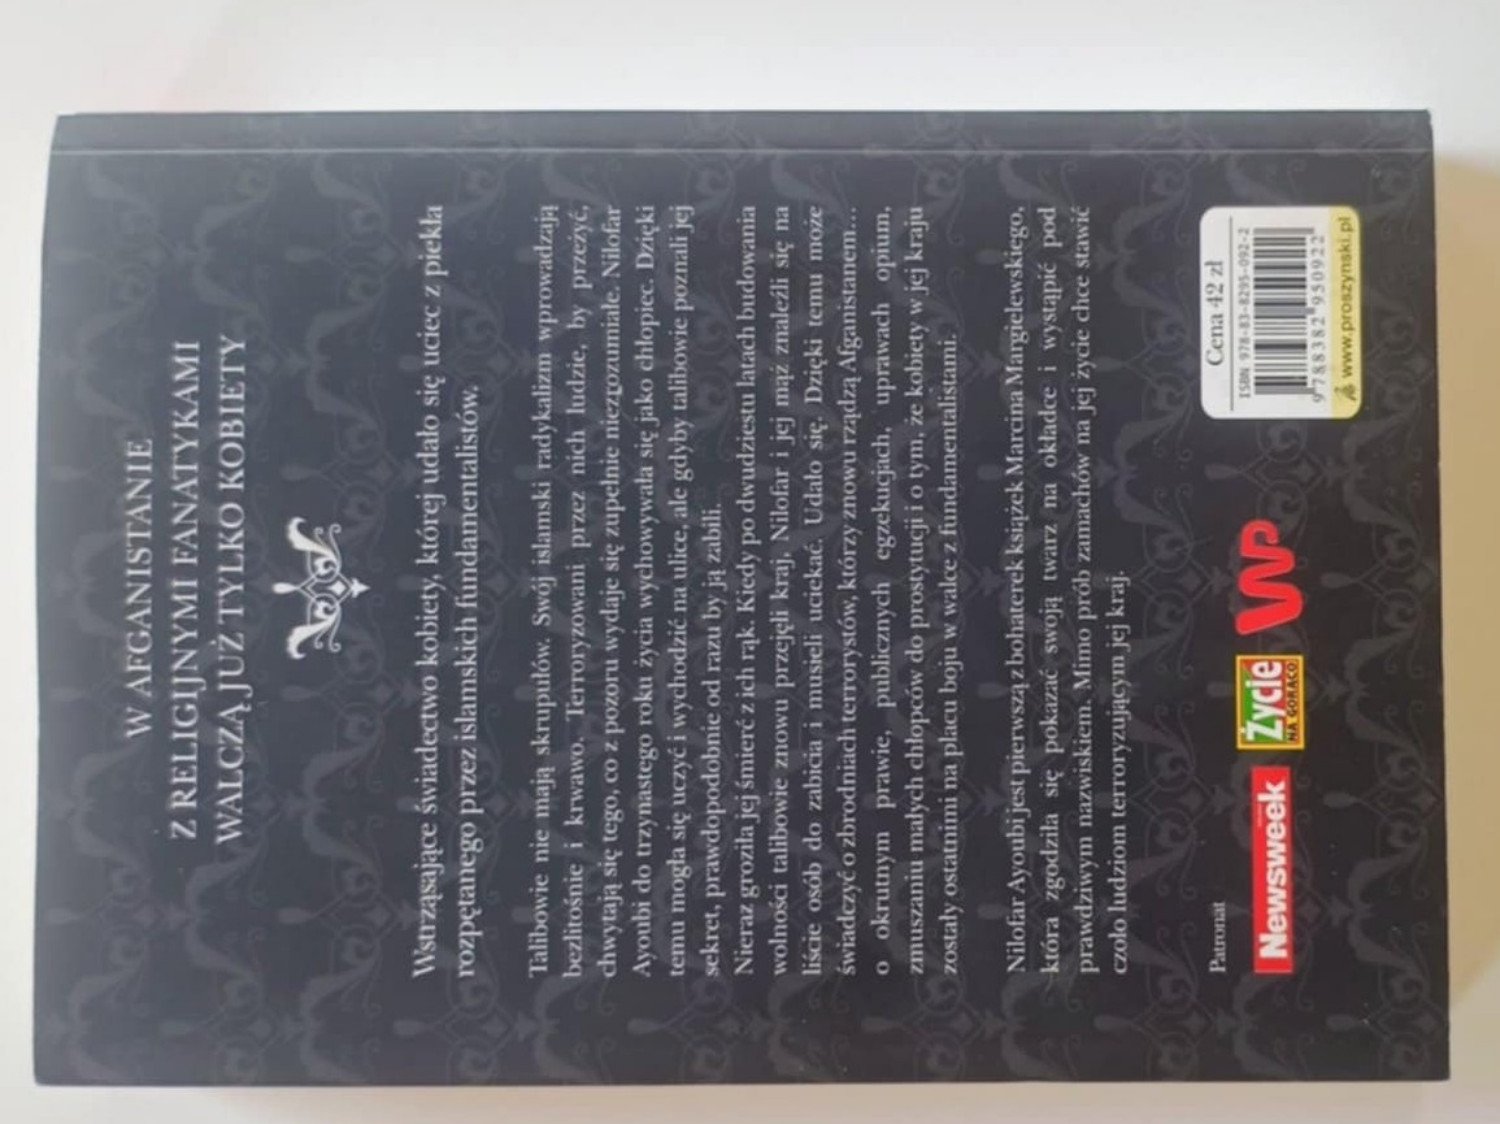 W AFGANISTANIE
Z RELIGIJNYMI FANATYKAMI
WALCZĄ JUŻ TYLKO KOBIETY
Wstrząsające świadectwo kobiety, której udało się uciec z piekła
rozpętanego przez islamskich fundamentalistów.
Talibowie nie mają skrupułów. Swój islamski radykalizm wprowadzają
bezlitośnie i krwawo. Terroryzowani przez nich ludzie, by przeżyć,
chwytają się tego, co z pozoru wydaje się zupełnie niezrozumiałe. Nilofar
Ayoubi do trzynastego roku życia wychowywała się jako chłopiec. Dzięki
temu mogła się uczyć i wychodzić na ulice, ale gdyby talibowie poznali jej
sekret, prawdopodobnie od razu by ją zabili.
Nieraz groziła jej śmierć z ich rąk. Kiedy po dwudziestu latach budowania
wolności talibowie znowu przejęli kraj, Nilofar i jej mąż znaleźli się na
liście osób do zabicia i musieli uciekać. Udało się. Dzięki temu może
świadczyć o zbrodniach terrorystów, którzy znowu rządzą Afganistanem...
o okrutnym prawie, publicznych egzekucjach, uprawach opium,
zmuszaniu małych chłopców do prostytucji i o tym, że kobiety w jej kraju
zostały ostatnimi na placu boju w walce z fundamentalistami.
Nilofar Ayoubi jest pierwszą z bohaterek książek Marcina Margielewskiego,
która zgodziła się pokazać swoją twarz na okładce i wystąpić pod
prawdziwym nazwiskiem. Mimo prób zamachów na jej życie chce stawić
czoło ludziom terroryzującym jej kraj.
Patronat
Newsweek
Życie
NA GORĄCO
WP
Cena 42 zł
ISBN 978-83-8295-092-2
9 788382 950922
www.proszynski.pl